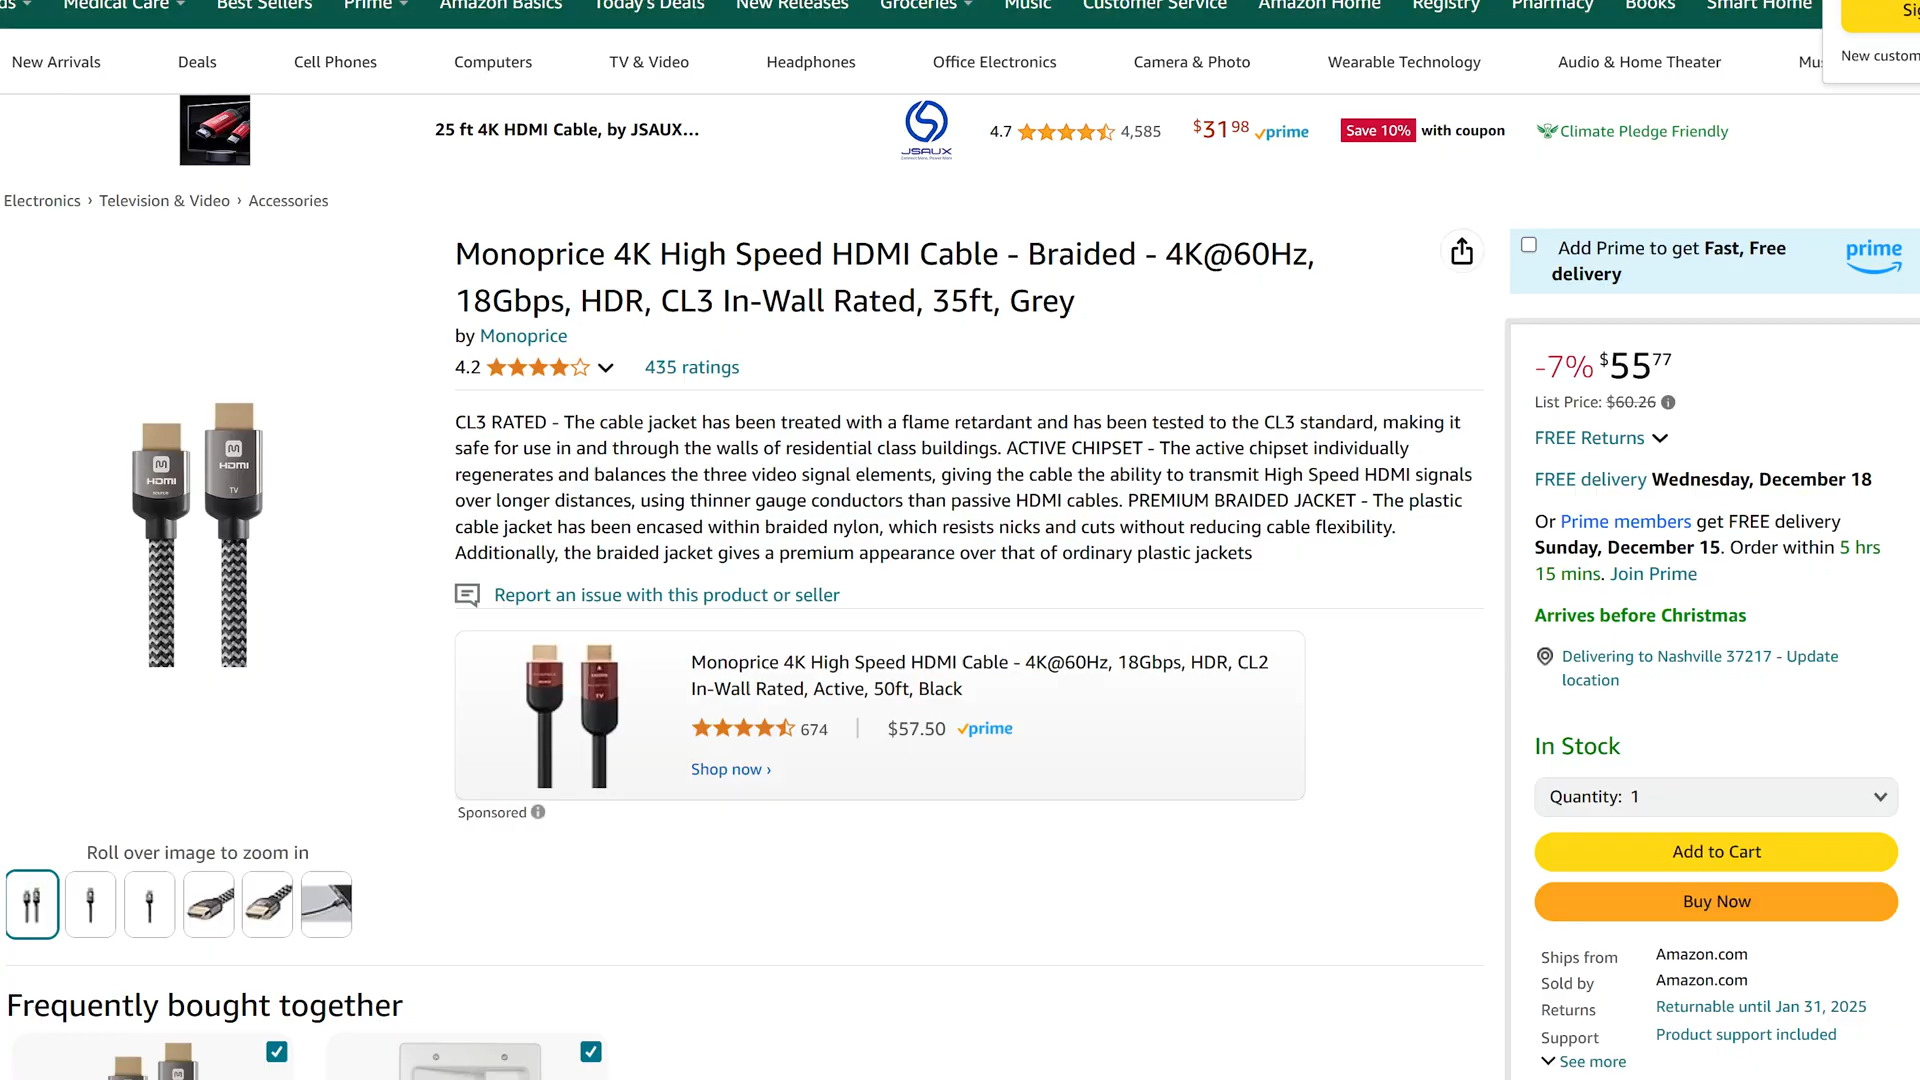 ds Medical Care Best Sellers Prime Amazon Basics Today's Deals New Releases Groceries Music Customer Service Amazon Home Registry Pharmacy Books Smart Home
New custom
New Arrivals Deals Cell Phones Computers TV & Video Headphones Office Electronics Camera & Photo Wearable Technology Audio & Home Theater
25 ft 4K HDMI Cable, by JSAUX...
JSAUX
4.7 4,585 $31 98 prime Save 10% with coupon Climate Pledge Friendly
Electronics › Television & Video › Accessories
Monoprice 4K High Speed HDMI Cable - Braided - 4K@60Hz,
18Gbps, HDR, CL3 In-Wall Rated, 35ft, Grey
by Monoprice
4.2 435 ratings
CL3 RATED - The cable jacket has been treated with a flame retardant and has been tested to the CL3 standard, making it
safe for use in and through the walls of residential class buildings. ACTIVE CHIPSET - The active chipset individually
regenerates and balances the three video signal elements, giving the cable the ability to transmit High Speed HDMI signals
over longer distances, using thinner gauge conductors than passive HDMI cables. PREMIUM BRAIDED JACKET - The plastic
cable jacket has been encased within braided nylon, which resists nicks and cuts without reducing cable flexibility.
Additionally, the braided jacket gives a premium appearance over that of ordinary plastic jackets
Report an issue with this product or seller
HDMI
SOURCE
HDMI
TV
Monoprice 4K High Speed HDMI Cable - 4K@60Hz, 18Gbps, HDR, CL2
In-Wall Rated, Active, 50ft, Black
674 $57.50 prime
Shop now ›
Sponsored
Roll over image to zoom in
Frequently bought together
Add Prime to get Fast, Free
delivery
prime
-7% $55 77
List Price: $60.26
FREE Returns
FREE delivery Wednesday, December 18
Or Prime members get FREE delivery
Sunday, December 15. Order within 5 hrs
15 mins. Join Prime
Arrives before Christmas
Delivering to Nashville 37217 - Update
location
In Stock
Quantity: 1
Add to Cart
Buy Now
Ships from Amazon.com
Sold by Amazon.com
Returns Returnable until Jan 31, 2025
Support Product support included
See more